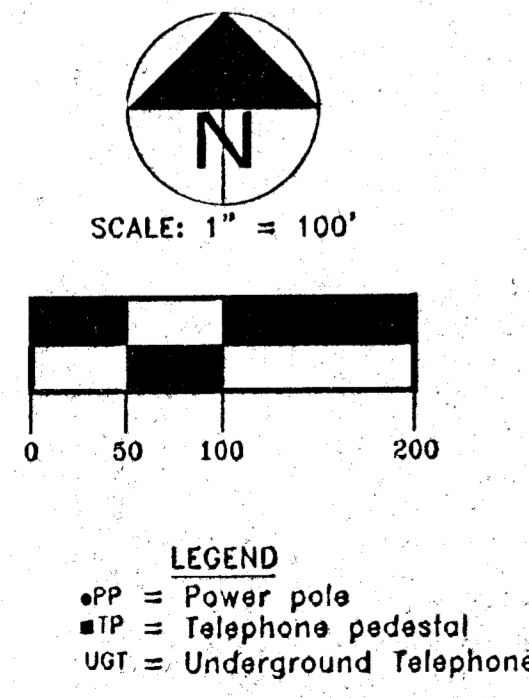 N
SCALE: 1" = 100'
0 50 100 200
LEGEND
●PP = Power pole
■TP = Telephone pedestal
UGT = Underground Telephone